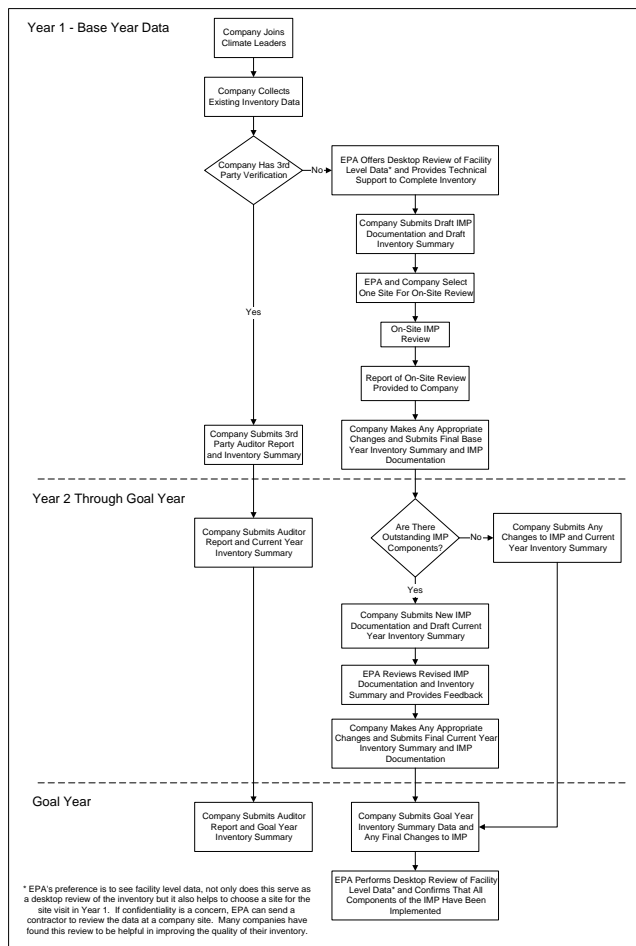 Year 1 - Base Year Data
Company Joins
Climate Leaders
Company Collects
Existing Inventory Data
Company Has 3rd
Party Verification
No
EPA Offers Desktop Review of Facility
Level Data* and Provides Technical
Support to Complete Inventory
Company Submits Draft IMP
Documentation and Draft
Inventory Summary
EPA and Company Select
One Site For On-Site Review
Yes
On-Site IMP
Review
Report of On-Site Review
Provided to Company
Company Submits 3rd
Party Auditor Report
and Inventory Summary
Company Makes Any Appropriate
Changes and Submits Final Base
Year Inventory Summary and IMP
Documentation
Year 2 Through Goal Year
Company Submits Auditor
Report and Current Year
Inventory Summary
Are There
Outstanding IMP
Components?
No
Company Submits Any
Changes to IMP and Current
Year Inventory Summary
Yes
Company Submits New IMP
Documentation and Draft Current
Year Inventory Summary
EPA Reviews Revised IMP
Documentation and Inventory
Summary and Provides Feedback
Company Makes Any Appropriate
Changes and Submits Final Current Year
Inventory Summary and IMP
Documentation
Goal Year
Company Submits Auditor
Report and Goal Year
Inventory Summary
Company Submits Goal Year
Inventory Summary Data and
Any Final Changes to IMP
EPA Performs Desktop Review of Facility
Level Data* and Confirms That All
Components of the IMP Have Been
Implemented
* EPA's preference is to see facility level data, not only does this serve as
a desktop review of the inventory but it also helps to choose a site for the
site visit in Year 1. If confidentiality is a concern, EPA can send a
contractor to review the data at a company site. Many companies have
found this review to be helpful in improving the quality of their inventory.